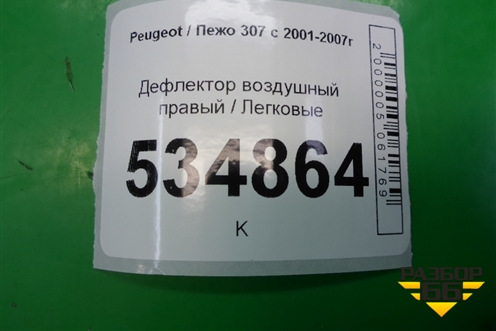 Peugeot / Пежо 307 с 2001-2007г
Дефлектор воздушный
правый / Легковые
534864
К
2000005061769
РАЗБОР
66